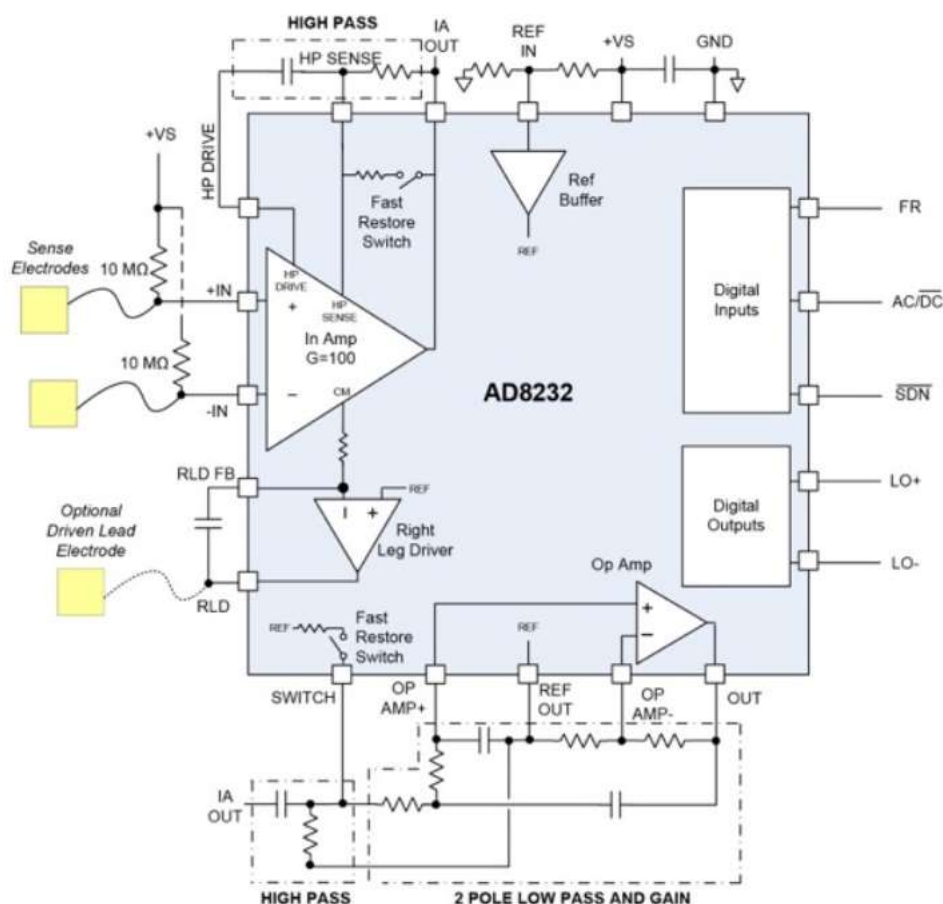 HIGH PASS
HP SENSE
IA
OUT
REF
IN
+VS
GND
+VS
HP DRIVE
Fast
Restore
Switch
Ref
Buffer
REF
FR
Sense
Electrodes
10 MΩ
+IN
HP
DRIVE
+
HP
SENSE
In Amp
G=100
Digital
Inputs
AC/D̅C̅
10 MΩ
-IN
−
CM
AD8232
S̅D̅N̅
RLD FB
REF
LO+
Optional
Driven Lead
Electrode
− +
Right
Leg Driver
Digital
Outputs
RLD
Op Amp
LO-
REF
Fast
Restore
Switch
REF
+
−
SWITCH
OP
AMP+
REF
OUT
OP
AMP-
OUT
IA
OUT
HIGH PASS
2 POLE LOW PASS AND GAIN